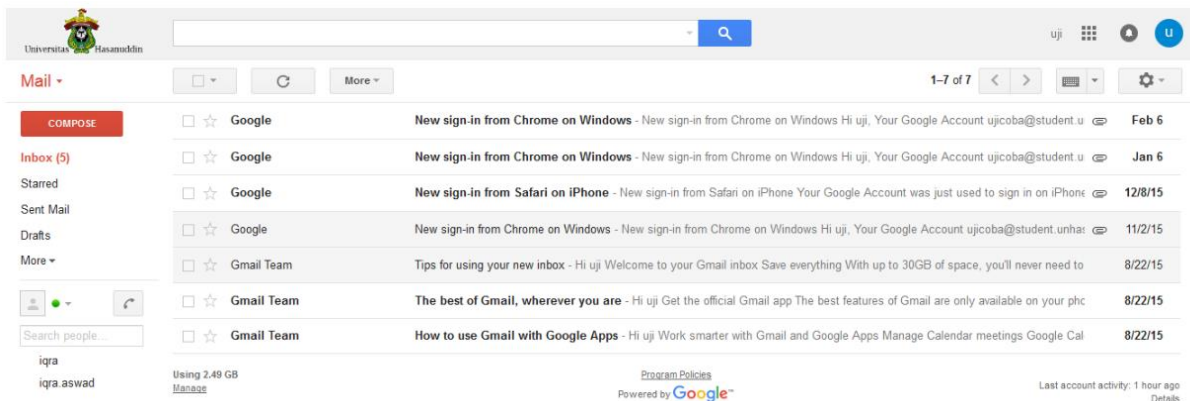 Universitas Hasanuddin
uji
U
Mail
More
1–7 of 7
COMPOSE
Inbox (5)
Starred
Sent Mail
Drafts
More
Search people...
iqra
iqra.aswad
Google New sign-in from Chrome on Windows - New sign-in from Chrome on Windows Hi uji, Your Google Account ujicoba@student.u Feb 6
Google New sign-in from Chrome on Windows - New sign-in from Chrome on Windows Hi uji, Your Google Account ujicoba@student.u Jan 6
Google New sign-in from Safari on iPhone - New sign-in from Safari on iPhone Your Google Account was just used to sign in on iPhone 12/8/15
Google New sign-in from Chrome on Windows - New sign-in from Chrome on Windows Hi uji, Your Google Account ujicoba@student.unhas 11/2/15
Gmail Team Tips for using your new inbox - Hi uji Welcome to your Gmail inbox Save everything With up to 30GB of space, you'll never need to 8/22/15
Gmail Team The best of Gmail, wherever you are - Hi uji Get the official Gmail app The best features of Gmail are only available on your phc 8/22/15
Gmail Team How to use Gmail with Google Apps - Hi uji Work smarter with Gmail and Google Apps Manage Calendar meetings Google Cal 8/22/15
Using 2.49 GB
Manage
Program Policies
Powered by Google™
Last account activity: 1 hour ago
Details